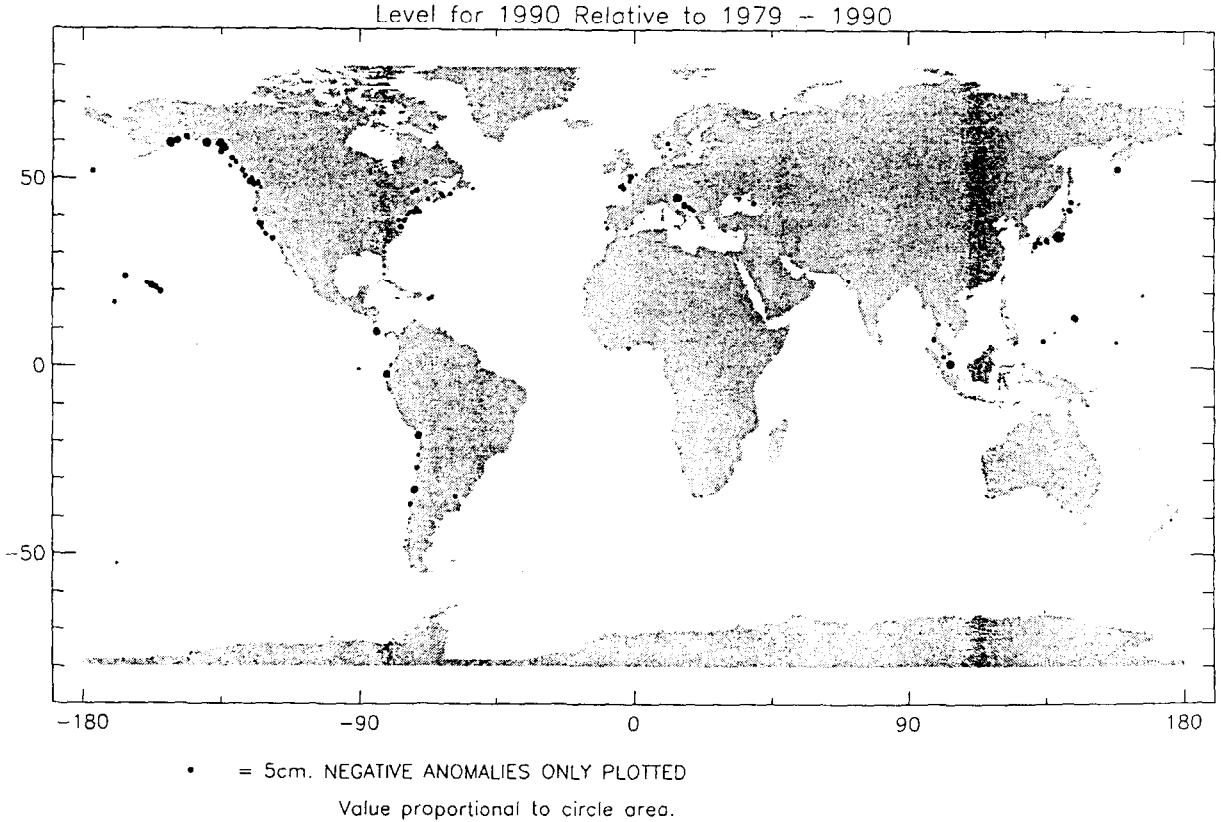 Level for 1990 Relative to 1979 – 1990
50
0
−50
−180 −90 0 90 180
• = 5cm. NEGATIVE ANOMALIES ONLY PLOTTED
Value proportional to circle area.